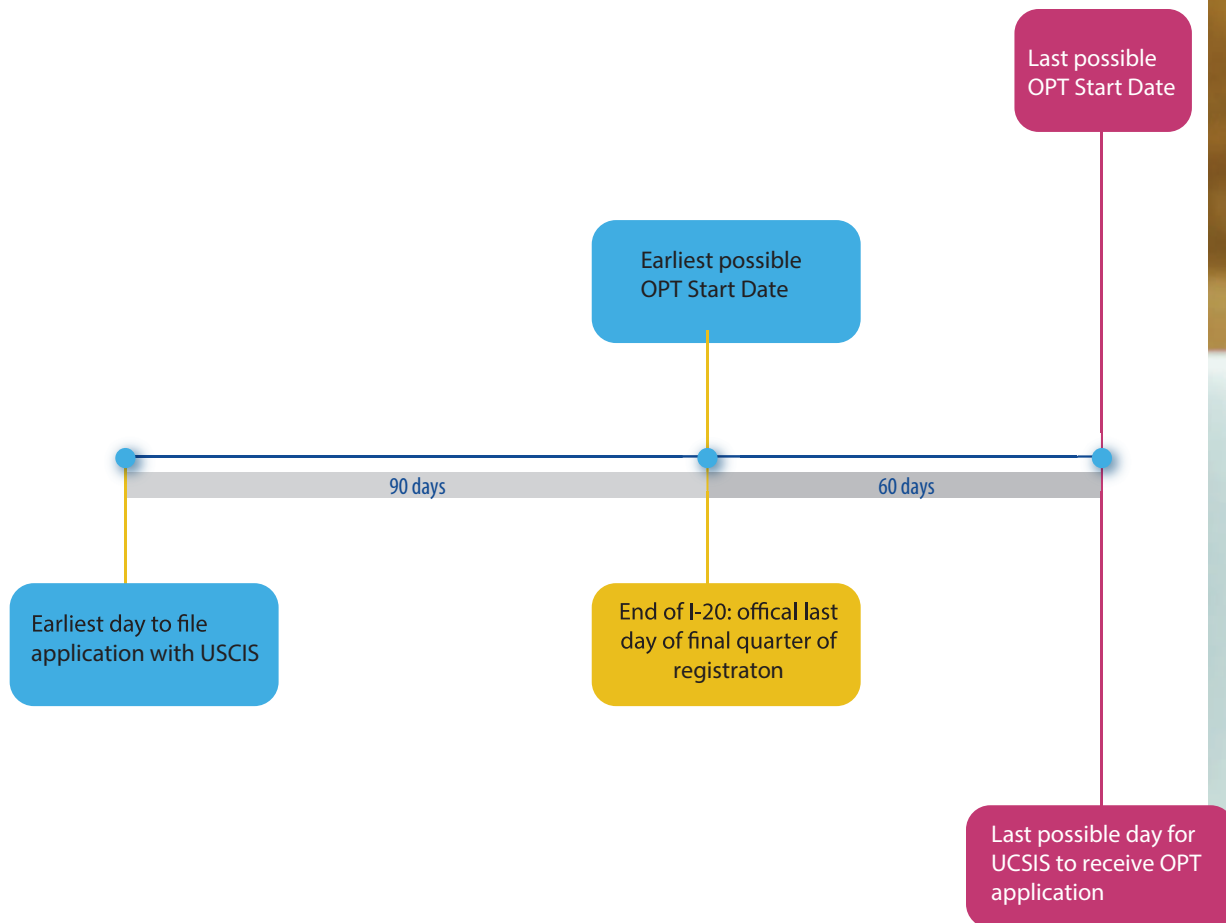 Last possible
OPT Start Date
Earliest possible
OPT Start Date
90 days
60 days
Earliest day to file
application with USCIS
End of I-20: offical last
day of final quarter of
registraton
Last possible day for
UCSIS to receive OPT
application